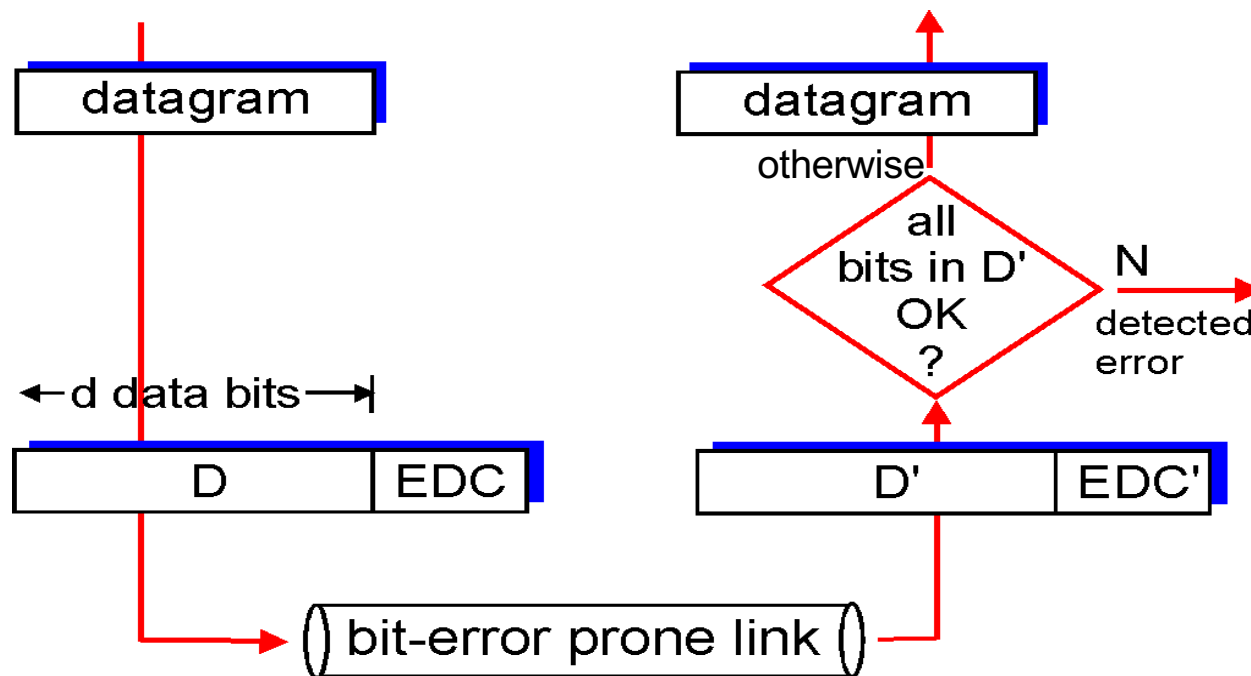 datagram
datagram
otherwise
all
bits in D'
OK
?
N
detected
error
d data bits
D
EDC
D'
EDC'
bit-error prone link